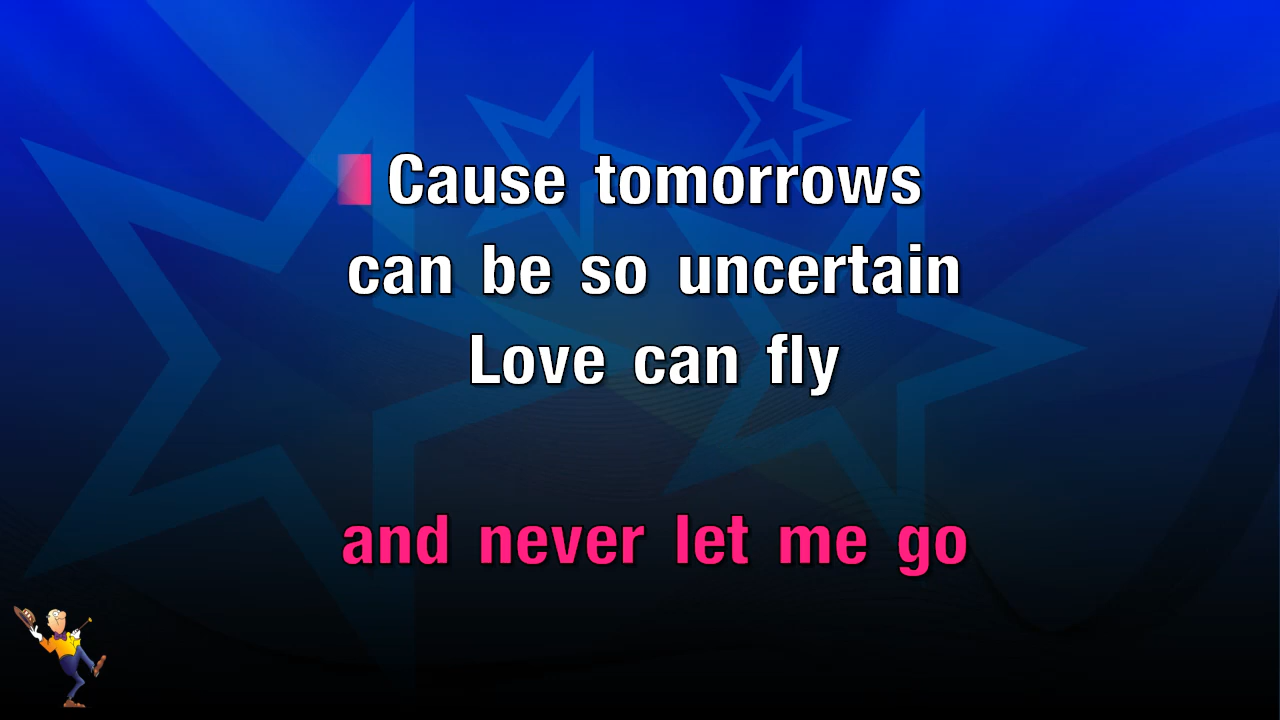 Cause tomorrows
can be so uncertain
Love can fly
and never let me go